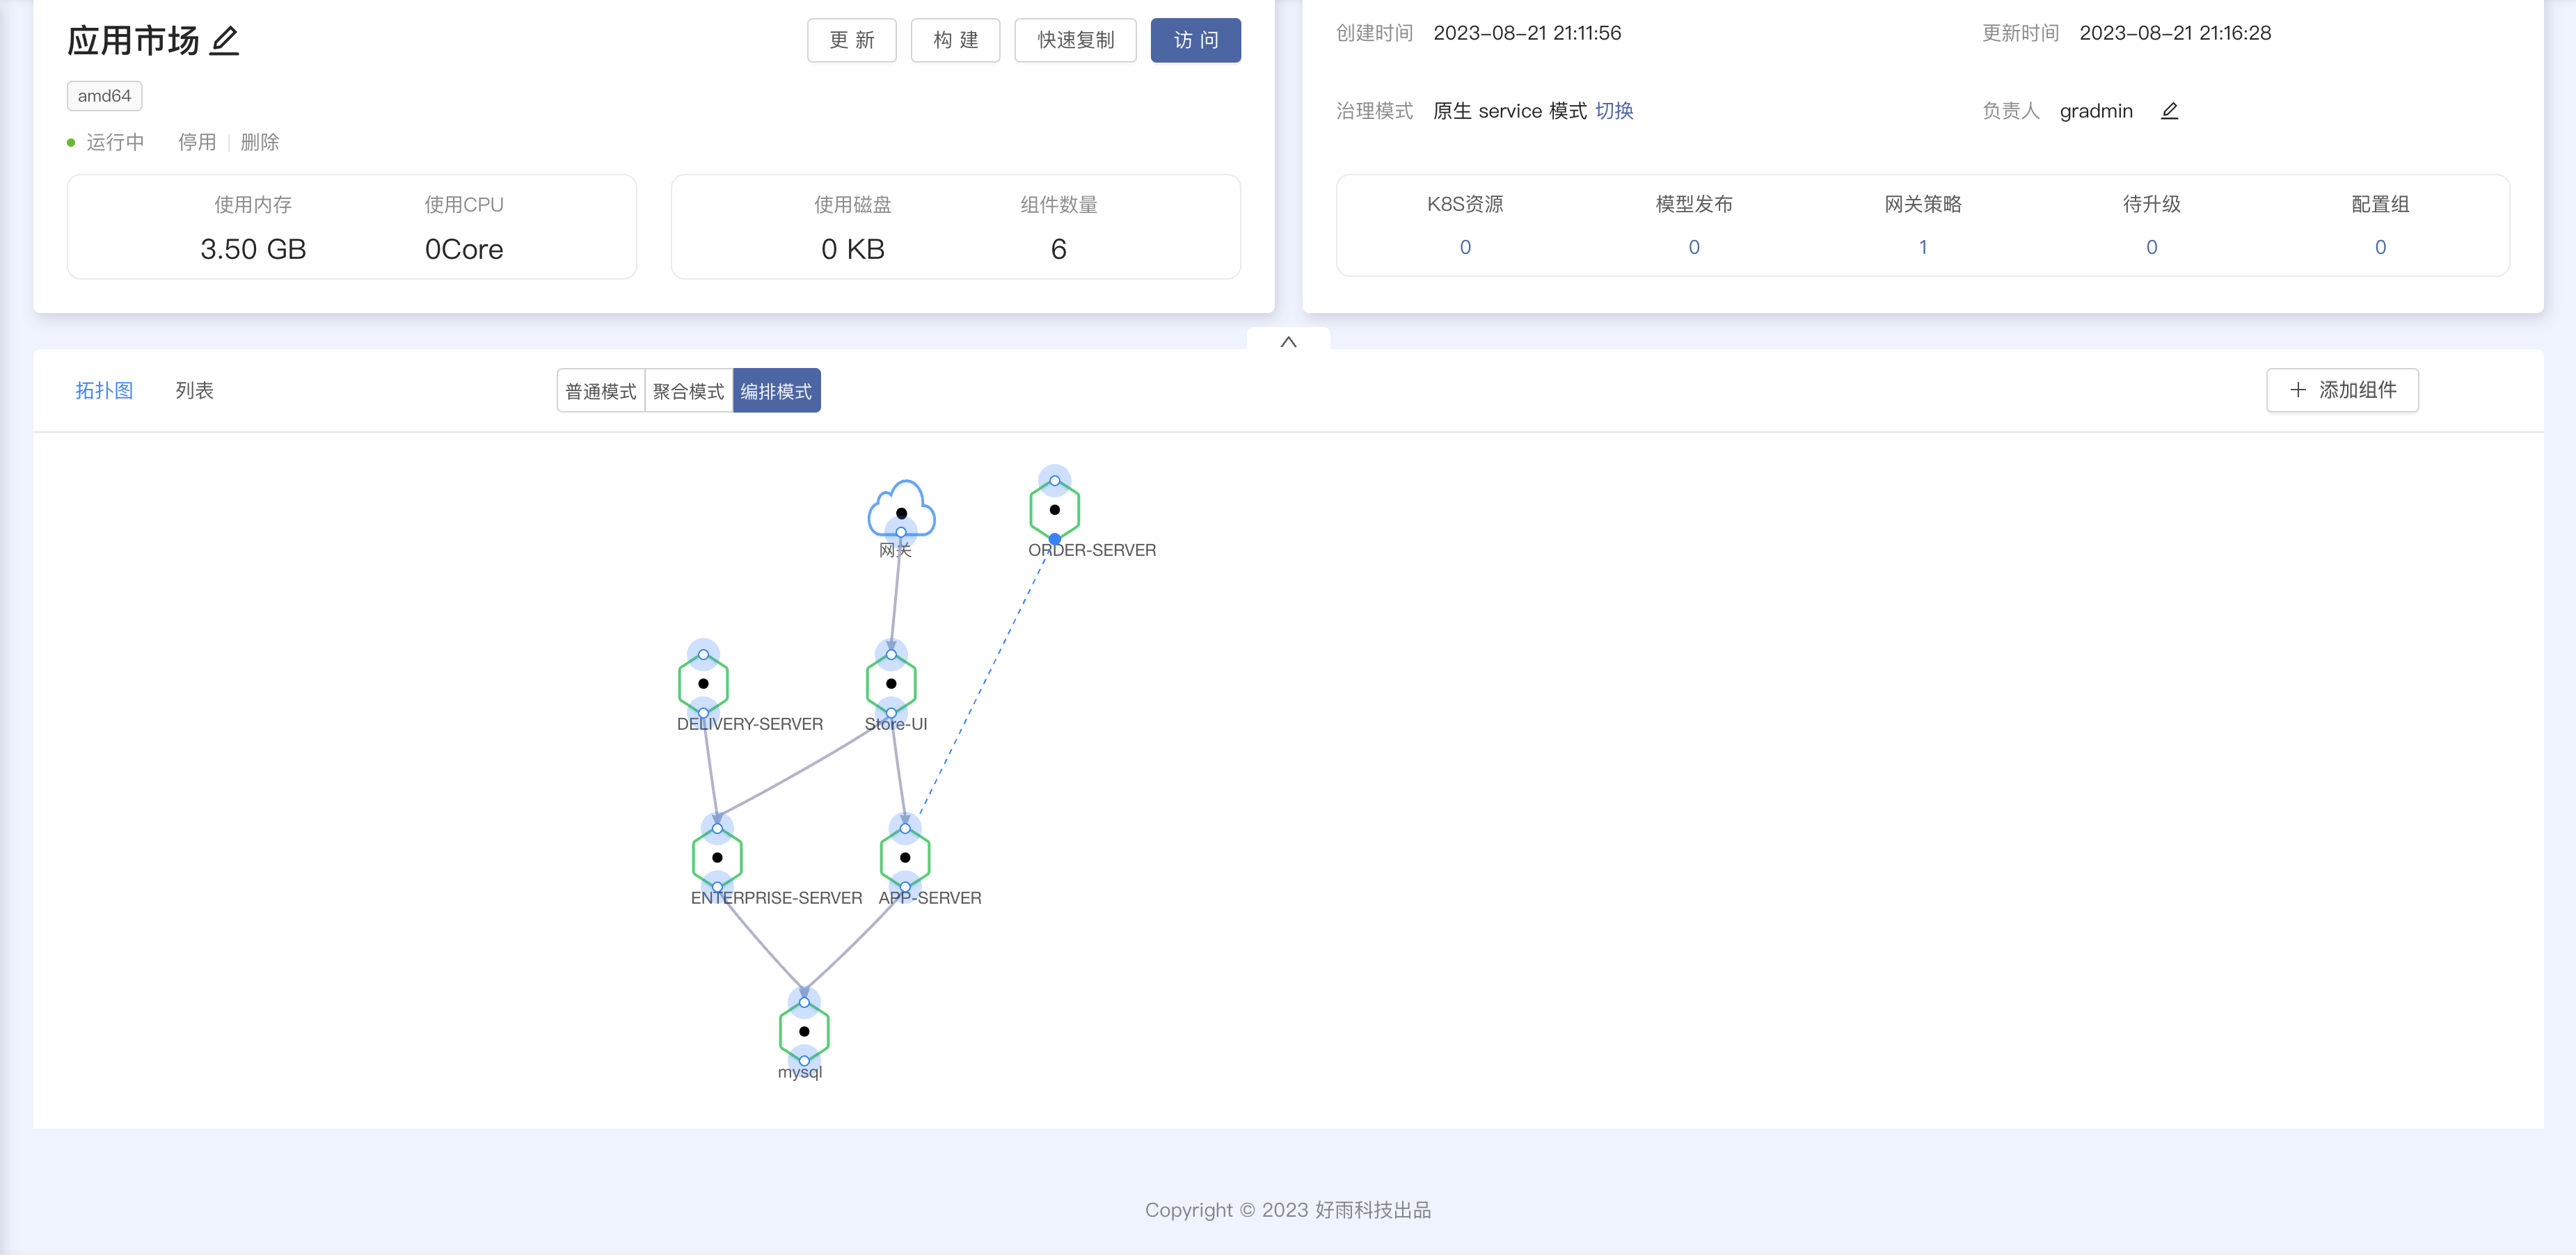 应用市场
更 新
构 建
快速复制
访 问
amd64
运行中
停用
删除
使用内存
使用CPU
3.50 GB
0Core
使用磁盘
组件数量
0 KB
6
创建时间 2023-08-21 21:11:56
更新时间 2023-08-21 21:16:28
治理模式 原生 service 模式 切换
负责人 gradmin
K8S资源
模型发布
网关策略
待升级
配置组
0
0
1
0
0
拓扑图
列表
普通模式
聚合模式
编排模式
添加组件
网关
ORDER-SERVER
DELIVERY-SERVER
Store-UI
ENTERPRISE-SERVER
APP-SERVER
mysql
Copyright © 2023 好雨科技出品